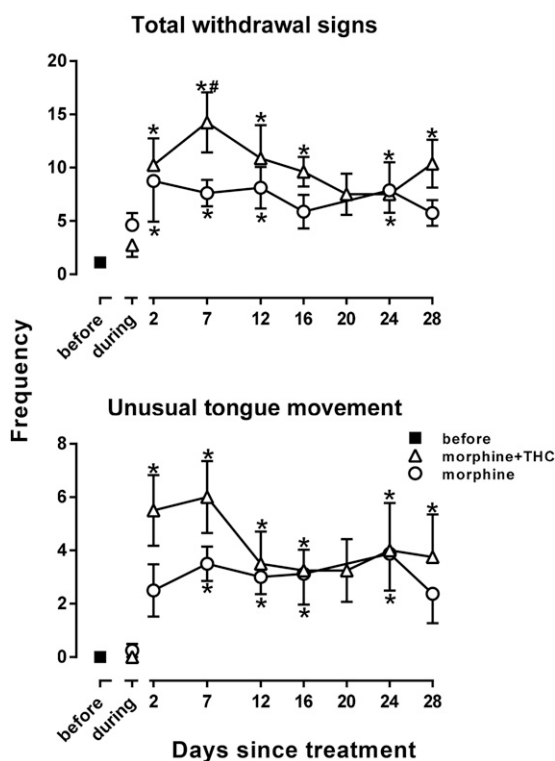 Total withdrawal signs
20
15
10
5
0
* *# * * *
* * * *
before during 2 7 12 16 20 24 28
Frequency
Unusual tongue movement
8
6
4
2
0
* * * * * *
* * * *
before
morphine+THC
morphine
before during 2 7 12 16 20 24 28
Days since treatment